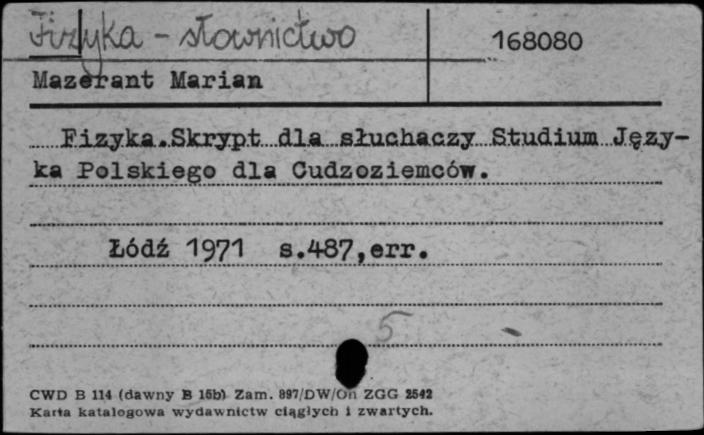 Fizyka - słownictwo
168080
Mazerant Marian
Fizyka.Skrypt dla słuchaczy Studium Języ-
ka Polskiego dla Cudzoziemców.
Łódź 1971 s.487,err.
5
CWD B 114 (dawny B 15b) Zam. 897/DW/On ZGG 2542
Karta katalogowa wydawnictw ciągłych i zwartych.